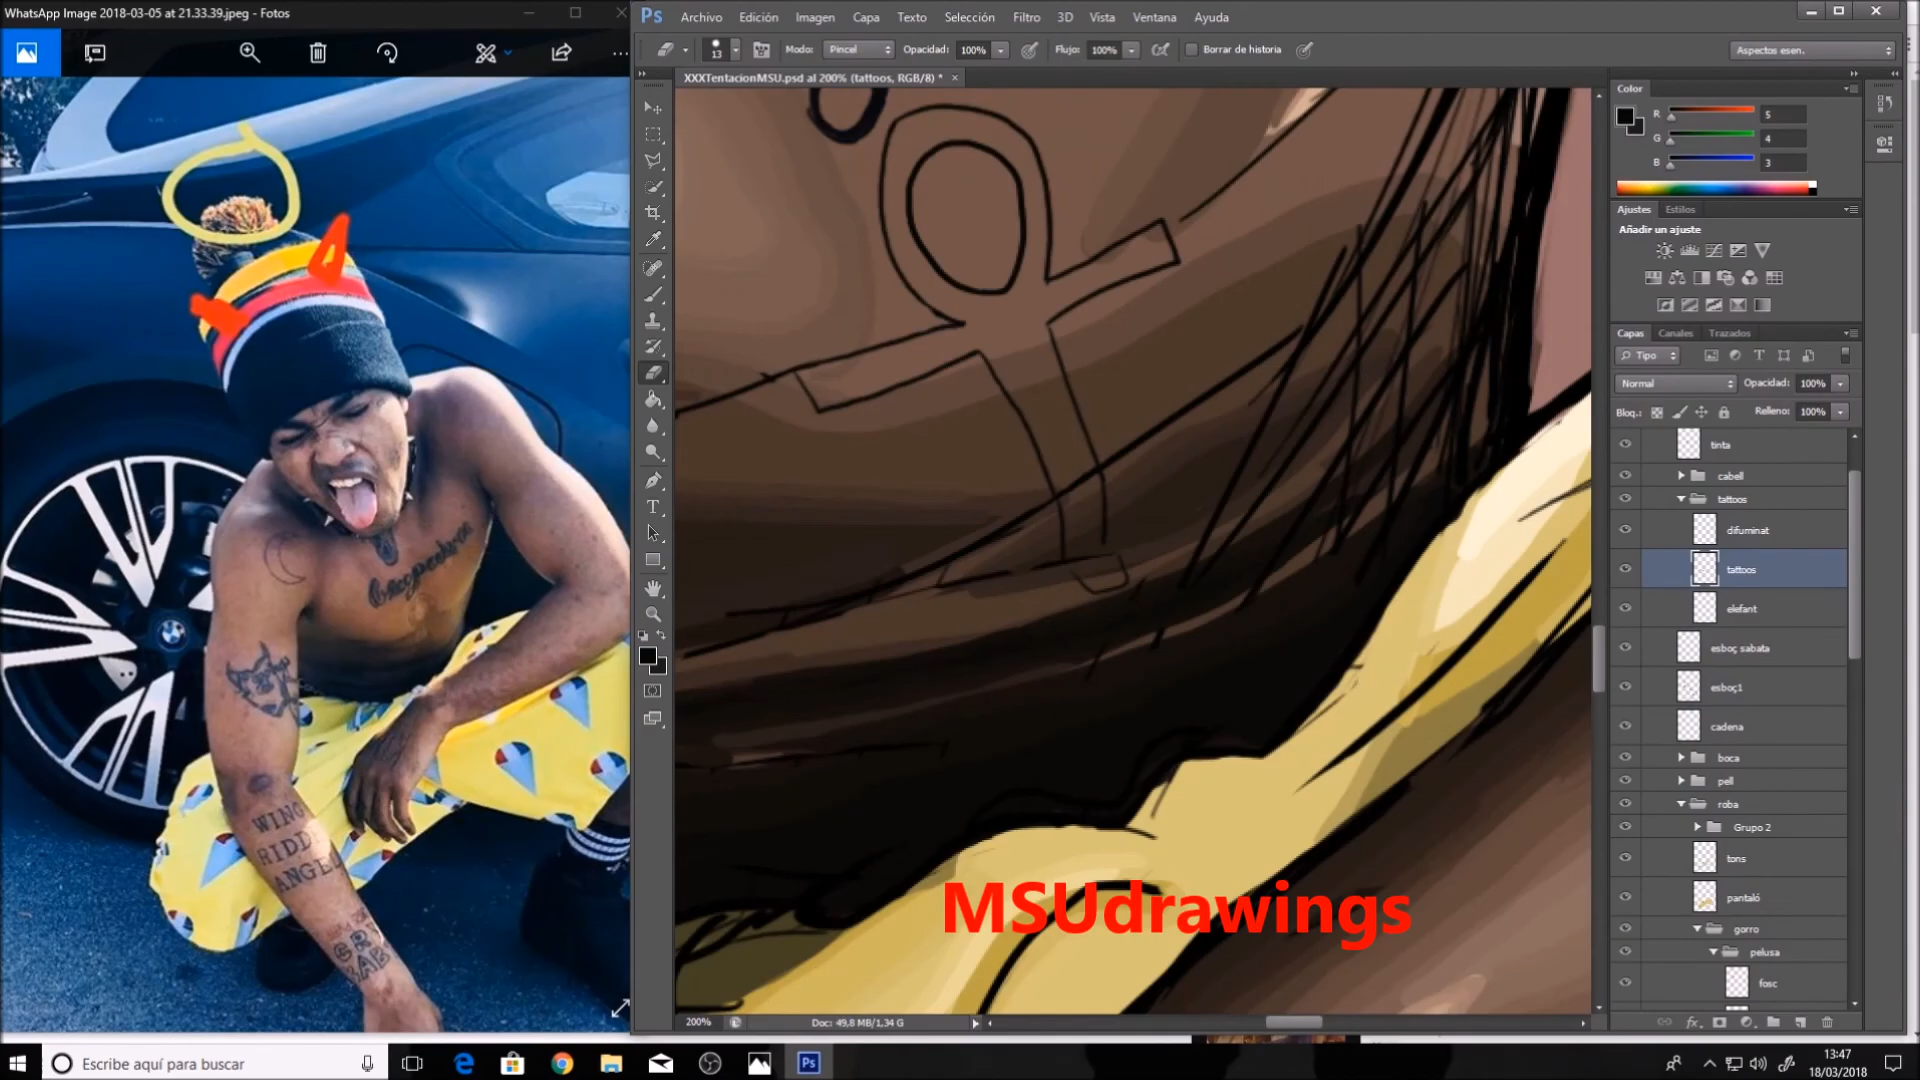 WhatsApp Image 2018-03-05 at 21.33.39.jpeg - Fotos
Ps Archivo Edición Imagen Capa Texto Selección Filtro 3D Vista Ventana Ayuda
13 Modo: Pincel Opacidad: 100% Flujo: 100% Borrar de historia Aspectos esen.
XXXTentacionMSU.psd al 200% (tattoos, RGB/8) *
Color
R 5
G 4
B 3
Ajustes Estilos
Añadir un ajuste
Capas Canales Trazados
Tipo
Normal Opacidad: 100%
Bloq.: Relleno: 100%
tinta
cabell
tattoos
difuminat
tattoos
elefant
esboç sabata
esboç1
cadena
boca
pell
roba
Grupo 2
tons
pantaló
gorro
pelusa
fosc
WING
RIDD
ANGEL
MSUdrawings
200% Doc: 49,8 MB/1,34 G
Escribe aquí para buscar
Ps
13:47
18/03/2018